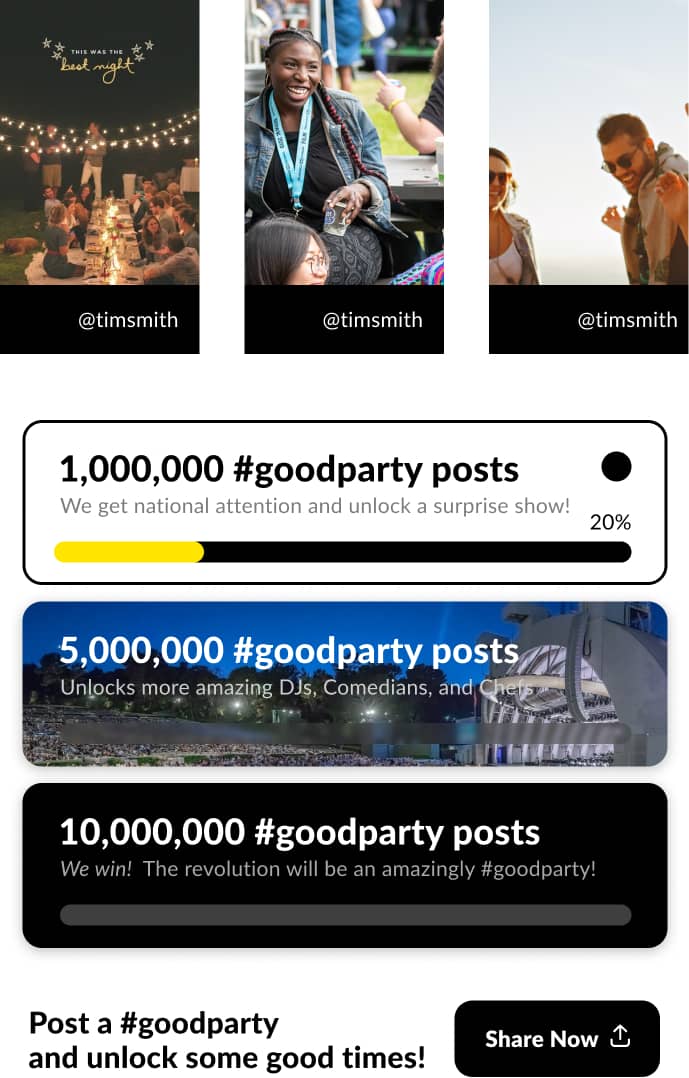 THIS WAS THE
best night
@timsmith
@timsmith
@timsmith
1,000,000 #goodparty posts
We get national attention and unlock a surprise show!
20%
5,000,000 #goodparty posts
Unlocks more amazing DJs, Comedians, and Chefs
10,000,000 #goodparty posts
We win! The revolution will be an amazingly #goodparty!
Post a #goodparty
and unlock some good times!
Share Now